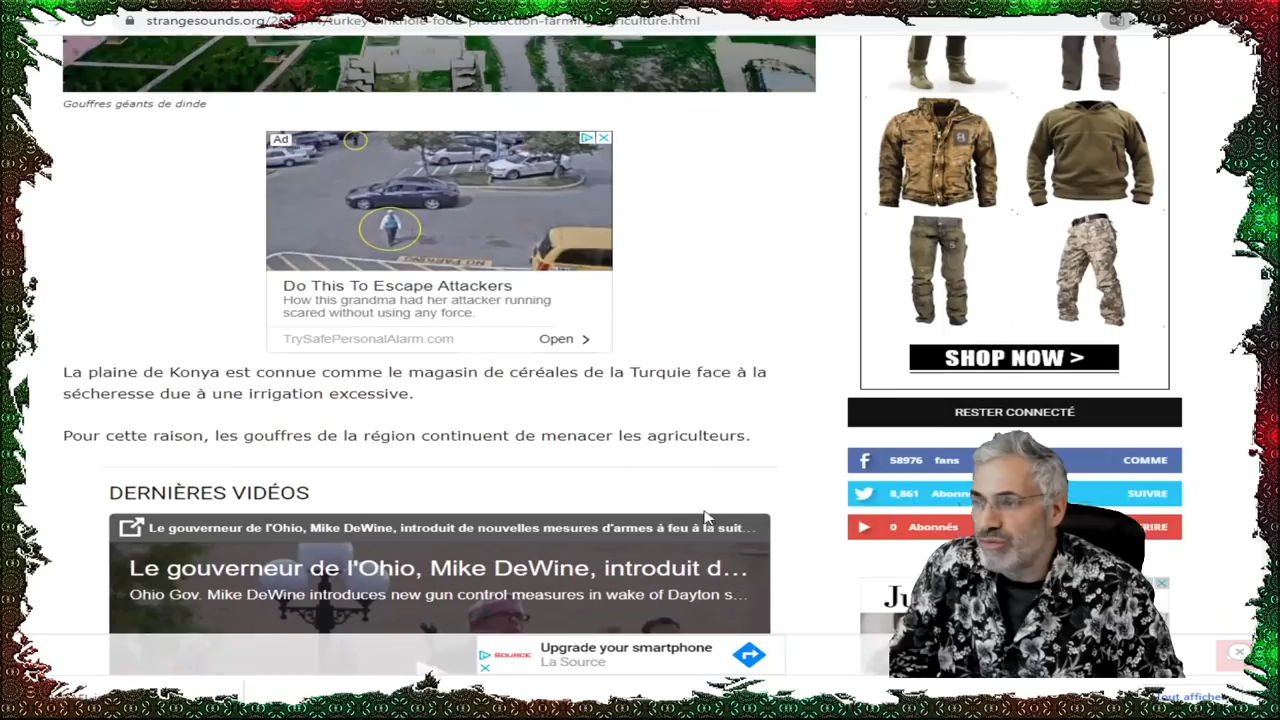 strangesounds.org/20
turkey-sinkhole-food-production-farming-agriculture.html
Gouffres géants de dinde
Ad
NO PARKING
Do This To Escape Attackers
How this grandma had her attacker running
scared without using any force.
TrySafePersonalAlarm.com
Open >
La plaine de Konya est connue comme le magasin de céréales de la Turquie face à la
sécheresse due à une irrigation excessive.
Pour cette raison, les gouffres de la région continuent de menacer les agriculteurs.
DERNIÈRES VIDÉOS
Le gouverneur de l'Ohio, Mike DeWine, introduit de nouvelles mesures d'armes à feu à la suit...
Le gouverneur de l'Ohio, Mike DeWine, introduit d...
Ohio Gov. Mike DeWine introduces new gun control measures in wake of Dayton s...
SOURCE
Upgrade your smartphone
La Source
SHOP NOW >
RESTER CONNECTÉ
58976 fans
COMME
8,861
SUIVRE
0 Abonnés
tout affiche